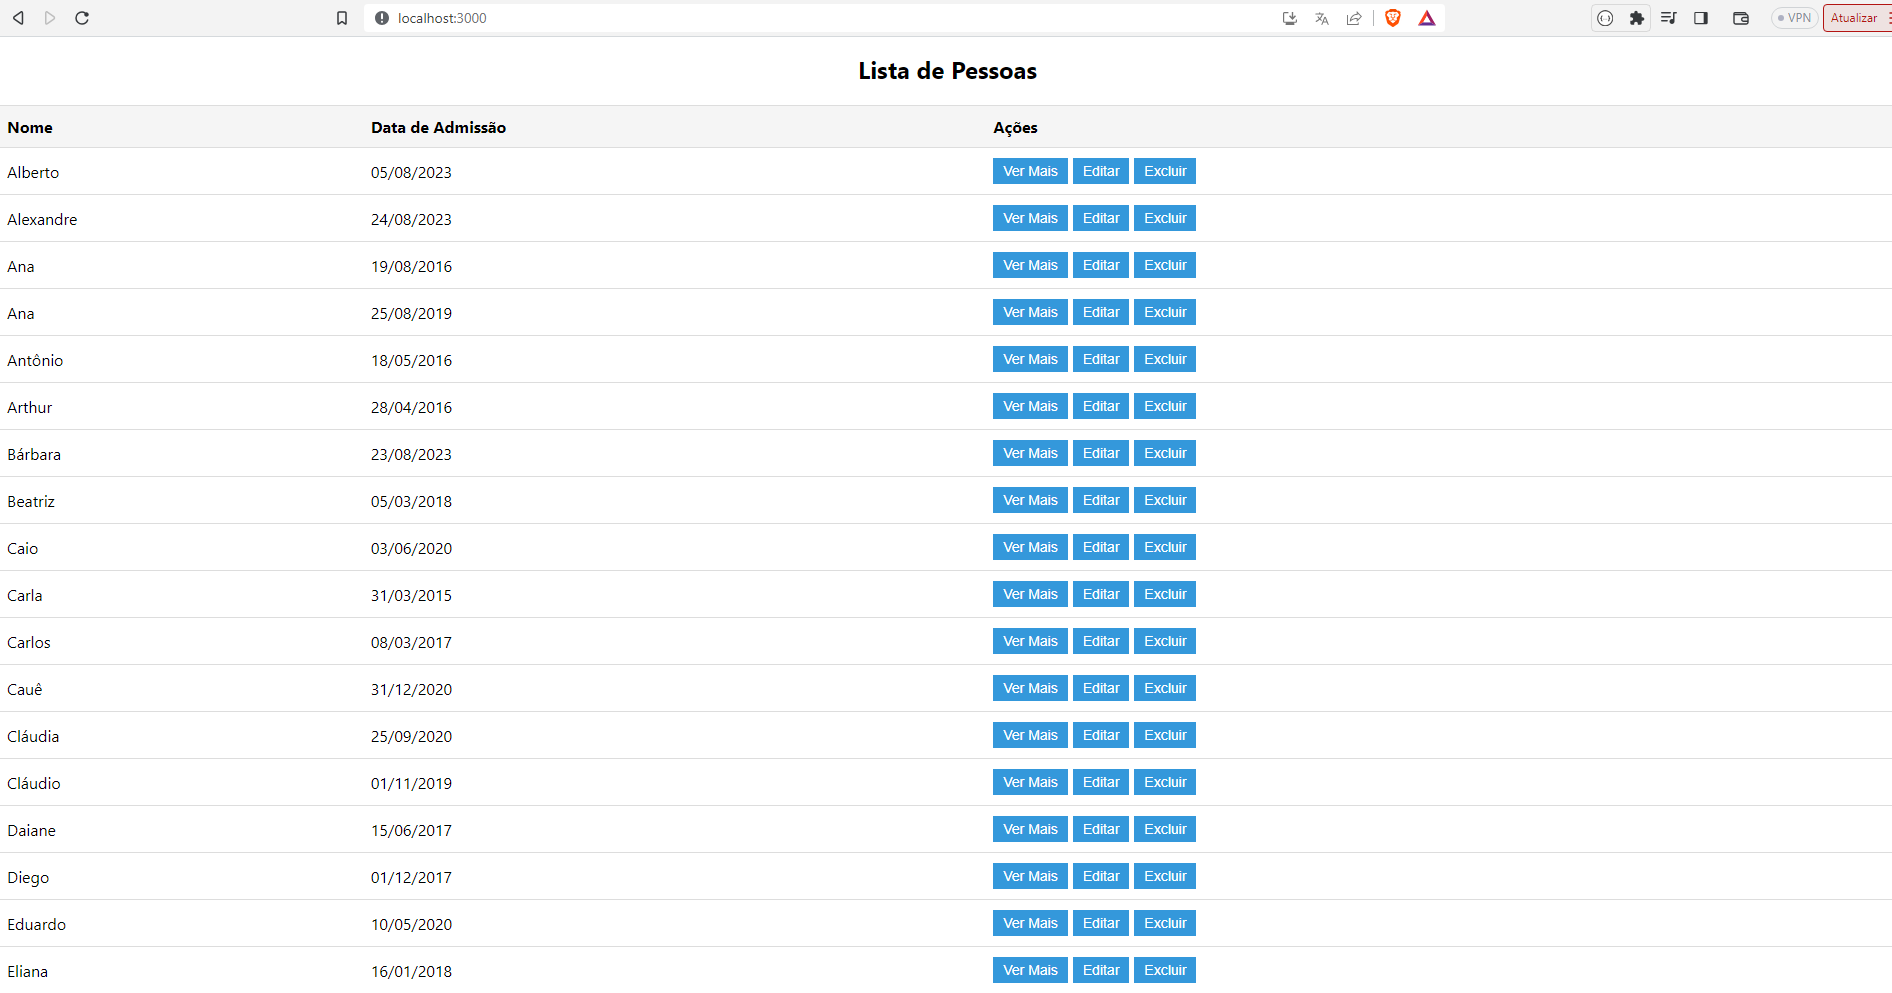 localhost:3000 VPN Atualizar
Lista de Pessoas
Nome Data de Admissão Ações
Alberto 05/08/2023 Ver Mais Editar Excluir
Alexandre 24/08/2023 Ver Mais Editar Excluir
Ana 19/08/2016 Ver Mais Editar Excluir
Ana 25/08/2019 Ver Mais Editar Excluir
Antônio 18/05/2016 Ver Mais Editar Excluir
Arthur 28/04/2016 Ver Mais Editar Excluir
Bárbara 23/08/2023 Ver Mais Editar Excluir
Beatriz 05/03/2018 Ver Mais Editar Excluir
Caio 03/06/2020 Ver Mais Editar Excluir
Carla 31/03/2015 Ver Mais Editar Excluir
Carlos 08/03/2017 Ver Mais Editar Excluir
Cauê 31/12/2020 Ver Mais Editar Excluir
Cláudia 25/09/2020 Ver Mais Editar Excluir
Cláudio 01/11/2019 Ver Mais Editar Excluir
Daiane 15/06/2017 Ver Mais Editar Excluir
Diego 01/12/2017 Ver Mais Editar Excluir
Eduardo 10/05/2020 Ver Mais Editar Excluir
Eliana 16/01/2018 Ver Mais Editar Excluir